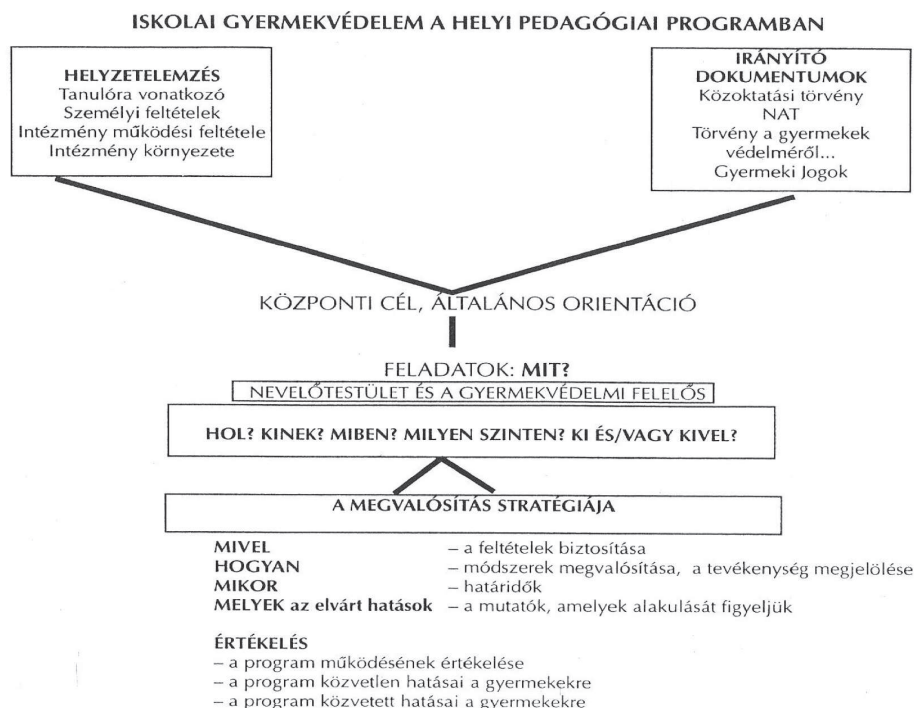 ISKOLAI GYERMEKVÉDELEM A HELYI PEDAGÓGIAI PROGRAMBAN
HELYZETELEMZÉS
Tanulóra vonatkozó
Személyi feltételek
Intézmény működési feltétele
Intézmény környezete
IRÁNYÍTÓ
DOKUMENTUMOK
Közoktatási törvény
NAT
Törvény a gyermekek
védelméről...
Gyermeki Jogok
KÖZPONTI CÉL, ÁLTALÁNOS ORIENTÁCIÓ
FELADATOK: MIT?
NEVELŐTESTÜLET ÉS A GYERMEKVÉDELMI FELELŐS
HOL? KINEK? MIBEN? MILYEN SZINTEN? KI ÉS/VAGY KIVEL?
A MEGVALÓSÍTÁS STRATÉGIÁJA
MIVEL – a feltételek biztosítása
HOGYAN – módszerek megvalósítása, a tevékenység megjelölése
MIKOR – határidők
MELYEK az elvárt hatások – a mutatók, amelyek alakulását figyeljük
ÉRTÉKELÉS
– a program működésének értékelése
– a program közvetlen hatásai a gyermekekre
– a program közvetett hatásai a gyermekekre